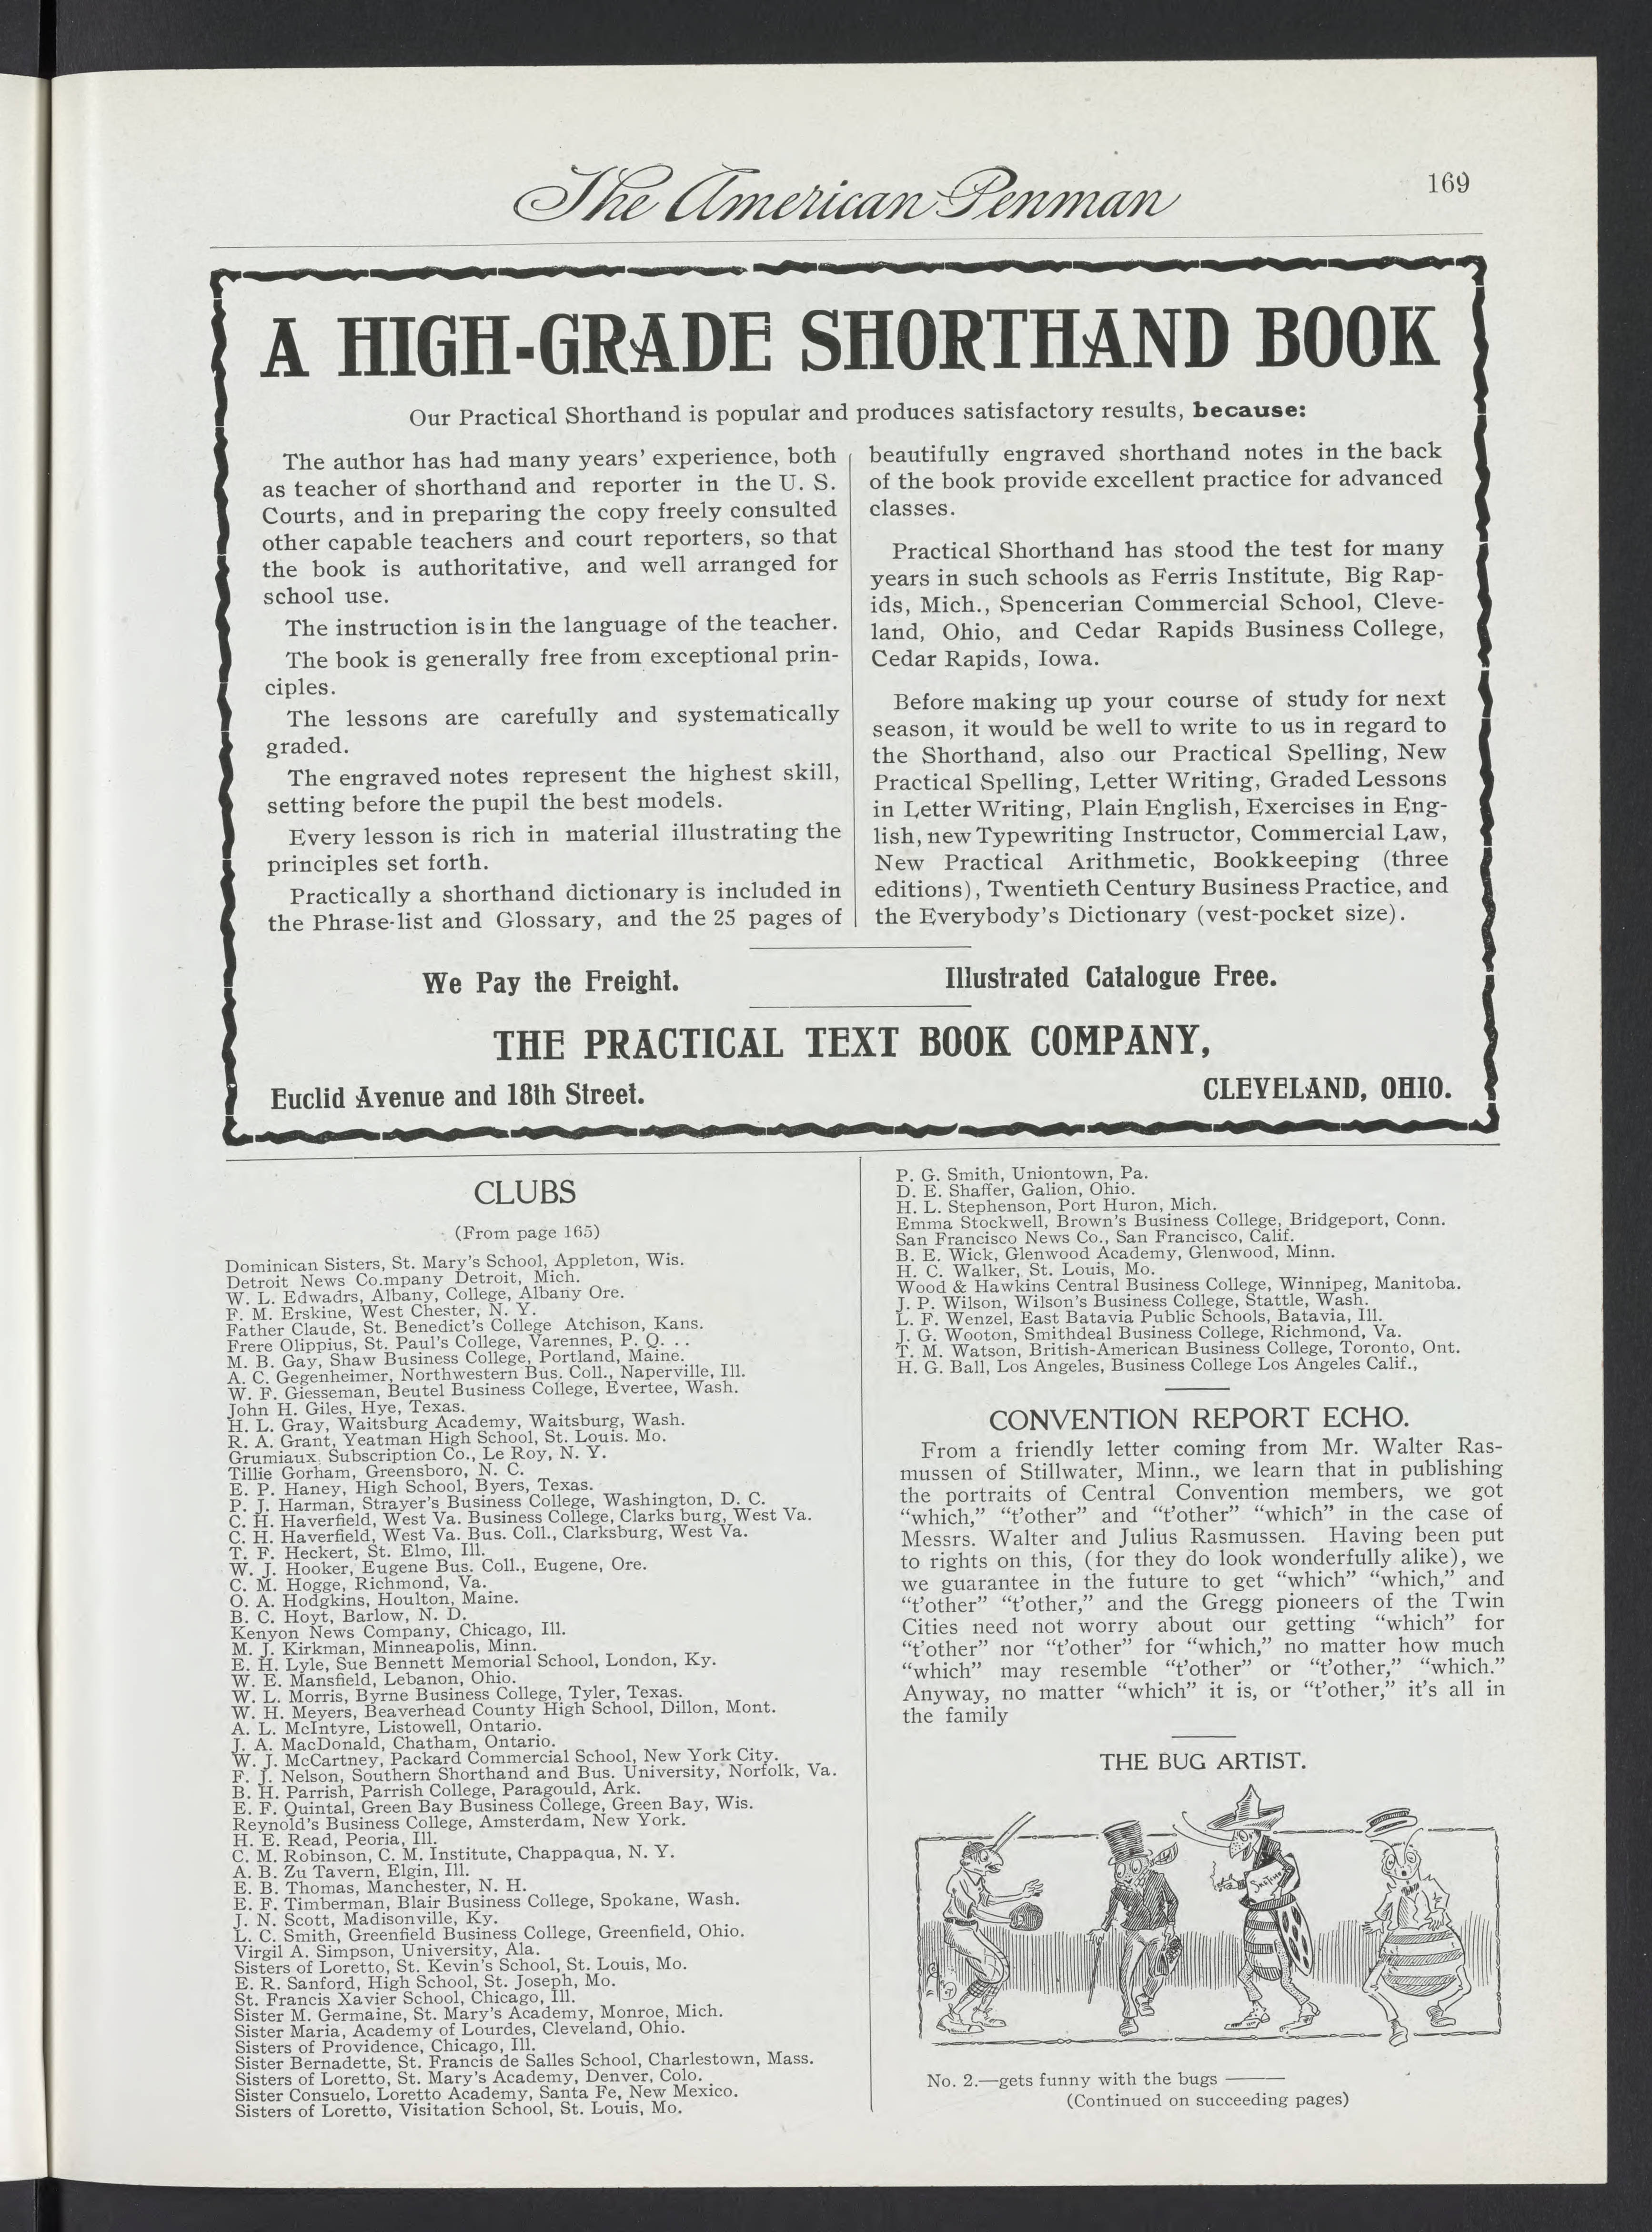 The American Penman
169
A HIGH-GRADE SHORTHAND BOOK
Our Practical Shorthand is popular and produces satisfactory results, because:
The author has had many years' experience, both
as teacher of shorthand and reporter in the U. S.
Courts, and in preparing the copy freely consulted
other capable teachers and court reporters, so that
the book is authoritative, and well arranged for
school use.
The instruction is in the language of the teacher.
The book is generally free from exceptional prin-
ciples.
The lessons are carefully and systematically
graded.
The engraved notes represent the highest skill,
setting before the pupil the best models.
Every lesson is rich in material illustrating the
principles set forth.
Practically a shorthand dictionary is included in
the Phrase-list and Glossary, and the 25 pages of
beautifully engraved shorthand notes in the back
of the book provide excellent practice for advanced
classes.
Practical Shorthand has stood the test for many
years in such schools as Ferris Institute, Big Rap-
ids, Mich., Spencerian Commercial School, Cleve-
land, Ohio, and Cedar Rapids Business College,
Cedar Rapids, Iowa.
Before making up your course of study for next
season, it would be well to write to us in regard to
the Shorthand, also our Practical Spelling, New
Practical Spelling, Letter Writing, Graded Lessons
in Letter Writing, Plain English, Exercises in Eng-
lish, new Typewriting Instructor, Commercial Law,
New Practical Arithmetic, Bookkeeping (three
editions), Twentieth Century Business Practice, and
the Everybody's Dictionary (vest-pocket size).
We Pay the Freight. Illustrated Catalogue Free.
THE PRACTICAL TEXT BOOK COMPANY,
Euclid Avenue and 18th Street. CLEVELAND, OHIO.
CLUBS
(From page 165)
Dominican Sisters, St. Mary's School, Appleton, Wis.
Detroit News Co.mpany Detroit, Mich.
W. L. Edwadrs, Albany, College, Albany Ore.
F. M. Erskine, West Chester, N. Y.
Father Claude, St. Benedict's College Atchison, Kans.
Frere Olippius, St. Paul's College, Varennes, P. Q. . .
M. B. Gay, Shaw Business College, Portland, Maine.
A. C. Gegenheimer, Northwestern Bus. Coll., Naperville, Ill.
W. F. Giesseman, Beutel Business College, Evertee, Wash.
John H. Giles, Hye, Texas.
H. L. Gray, Waitsburg Academy, Waitsburg, Wash.
R. A. Grant, Yeatman High School, St. Louis. Mo.
Grumiaux Subscription Co., Le Roy, N. Y.
Tillie Gorham, Greensboro, N. C.
E. P. Haney, High School, Byers, Texas.
P. J. Harman, Strayer's Business College, Washington, D. C.
C. H. Haverfield, West Va. Business College, Clarks burg, West Va.
C. H. Haverfield, West Va. Bus. Coll., Clarksburg, West Va.
T. F. Heckert, St. Elmo, Ill.
W. J. Hooker, Eugene Bus. Coll., Eugene, Ore.
C. M. Hogge, Richmond, Va.
O. A. Hodgkins, Houlton, Maine.
B. C. Hoyt, Barlow, N. D.
Kenyon News Company, Chicago, Ill.
M. J. Kirkman, Minneapolis, Minn.
E. H. Lyle, Sue Bennett Memorial School, London, Ky.
W. E. Mansfield, Lebanon, Ohio.
W. L. Morris, Byrne Business College, Tyler, Texas.
W. H. Meyers, Beaverhead County High School, Dillon, Mont.
A. L. McIntyre, Listowell, Ontario.
J. A. MacDonald, Chatham, Ontario.
W. J. McCartney, Packard Commercial School, New York City.
F. J. Nelson, Southern Shorthand and Bus. University, Norfolk, Va.
B. H. Parrish, Parrish College, Paragould, Ark.
E. F. Quintal, Green Bay Business College, Green Bay, Wis.
Reynold's Business College, Amsterdam, New York.
H. E. Read, Peoria, Ill.
C. M. Robinson, C. M. Institute, Chappaqua, N. Y.
A. B. Zu Tavern, Elgin, Ill.
E. B. Thomas, Manchester, N. H.
E. F. Timberman, Blair Business College, Spokane, Wash.
J. N. Scott, Madisonville, Ky.
L. C. Smith, Greenfield Business College, Greenfield, Ohio.
Virgil A. Simpson, University, Ala.
Sisters of Loretto, St. Kevin's School, St. Louis, Mo.
E. R. Sanford, High School, St. Joseph, Mo.
St. Francis Xavier School, Chicago, Ill.
Sister M. Germaine, St. Mary's Academy, Monroe, Mich.
Sister Maria, Academy of Lourdes, Cleveland, Ohio.
Sisters of Providence, Chicago, Ill.
Sister Bernadette, St. Francis de Salles School, Charlestown, Mass.
Sisters of Loretto, St. Mary's Academy, Denver, Colo.
Sister Consuelo, Loretto Academy, Santa Fe, New Mexico.
Sisters of Loretto, Visitation School, St. Louis, Mo.
P. G. Smith, Uniontown, Pa.
D. E. Shaffer, Galion, Ohio.
H. L. Stephenson, Port Huron, Mich.
Emma Stockwell, Brown's Business College, Bridgeport, Conn.
San Francisco News Co., San Francisco, Calif.
B. E. Wick, Glenwood Academy, Glenwood, Minn.
H. C. Walker, St. Louis, Mo.
Wood & Hawkins Central Business College, Winnipeg, Manitoba.
J. P. Wilson, Wilson's Business College, Stattle, Wash.
L. F. Wenzel, East Batavia Public Schools, Batavia, Ill.
J. G. Wooton, Smithdeal Business College, Richmond, Va.
T. M. Watson, British-American Business College, Toronto, Ont.
H. G. Ball, Los Angeles, Business College Los Angeles Calif.,
CONVENTION REPORT ECHO.
From a friendly letter coming from Mr. Walter Ras-
mussen of Stillwater, Minn., we learn that in publishing
the portraits of Central Convention members, we got
"which," "t'other" and "t'other" "which" in the case of
Messrs. Walter and Julius Rasmussen. Having been put
to rights on this, (for they do look wonderfully alike), we
we guarantee in the future to get "which" "which," and
"t'other" "t'other," and the Gregg pioneers of the Twin
Cities need not worry about our getting "which" for
"t'other" nor "t'other" for "which," no matter how much
"which" may resemble "t'other" or "t'other," "which."
Anyway, no matter "which" it is, or "t'other," it's all in
the family
THE BUG ARTIST.
No. 2.—gets funny with the bugs ———
(Continued on succeeding pages)